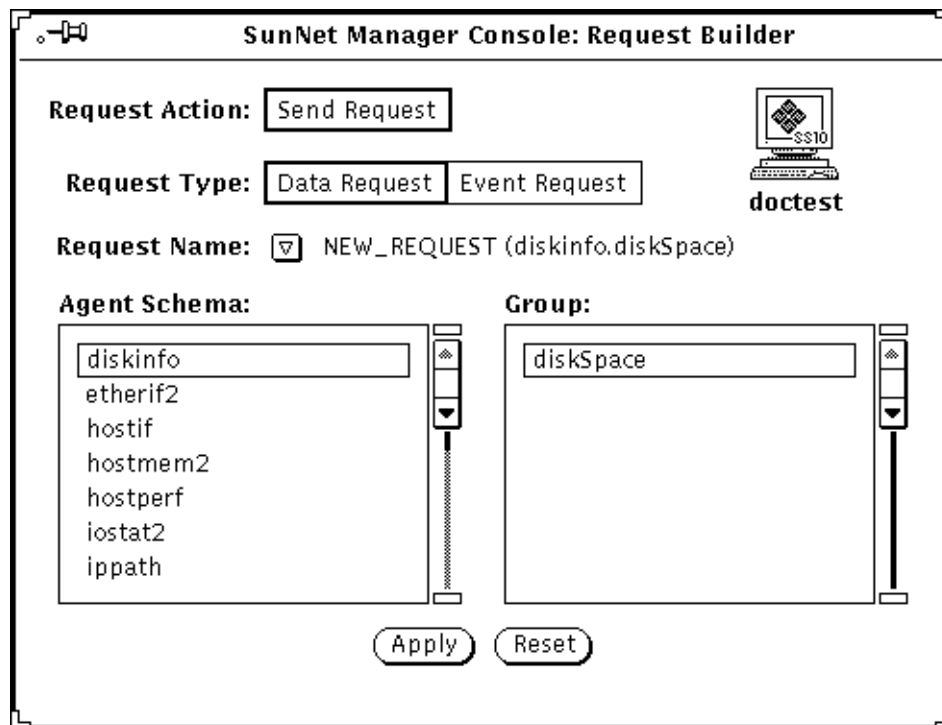 SunNet Manager Console: Request Builder
Request Action: Send Request
SS10
Request Type: Data Request Event Request
doctest
Request Name: NEW_REQUEST (diskinfo.diskSpace)
Agent Schema: Group:
diskinfo diskSpace
etherif2
hostif
hostmem2
hostperf
iostat2
ippath
Apply Reset